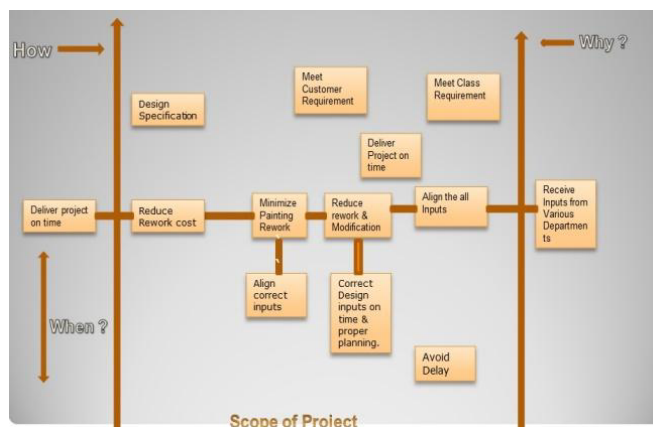 How
Why ?
Meet
Customer
Requirement
Meet Class
Requirement
Design
Specification
Deliver
Project on
time
Deliver project
on time
Reduce
Rework cost
Minimize
Painting
Rework
Reduce
rework &
Modification
Align the all
Inputs
Receive
Inputs from
Various
Departmen
ts
Align
correct
inputs
Correct
Design
inputs on
time &
proper
planning.
When ?
Avoid
Delay
Scope of Project